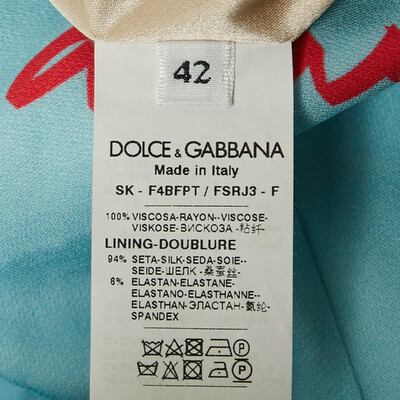 42
DOLCE & GABBANA
Made in Italy
SK - F4BFPT / FSRJ3 - F
100% VISCOSA-RAYON--VISCOSE-
VISKOSE-ВИСКОЗА -粘纤
LINING-DOUBLURE
94% SETA-SILK-SEDA-SOIE--
SEIDE-ШЕЛК -桑蚕丝-
6% ELASTAN-ELASTANE-
ELASTANO-ELASTHANNE-
ELASTHAN-ЭЛАСТАН -氨纶-
SPANDEX
P
P